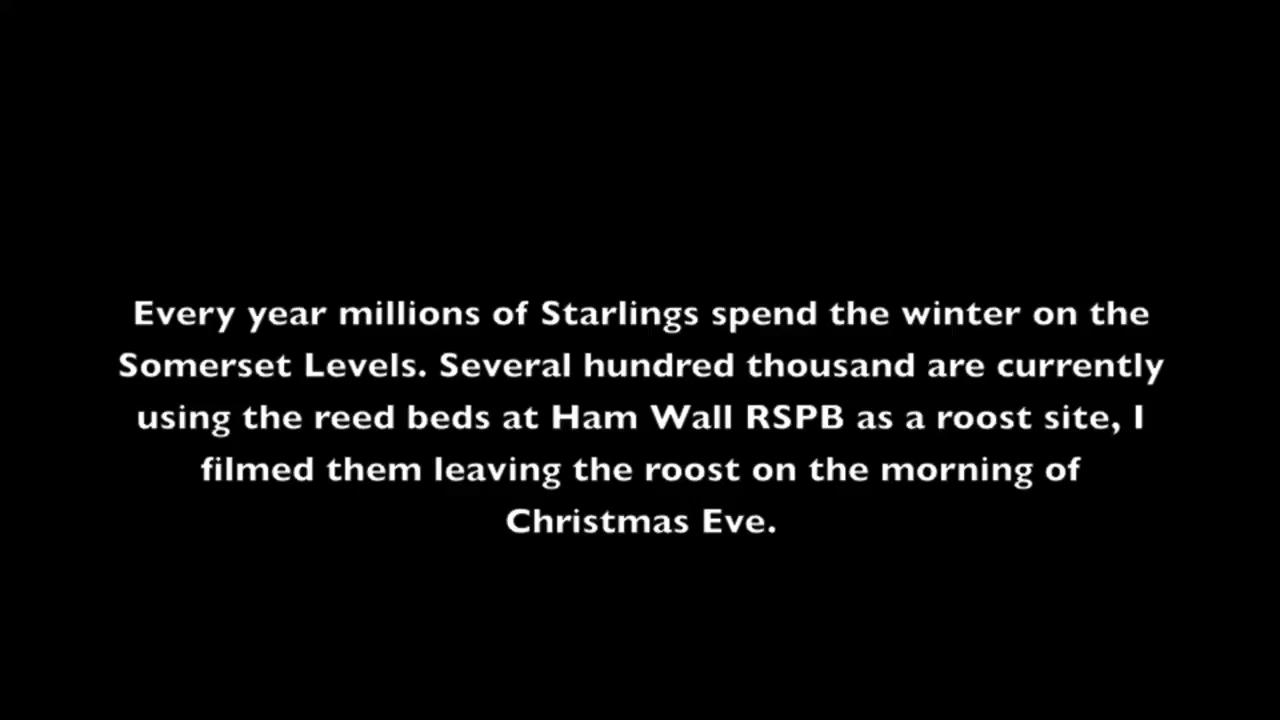 Every year millions of Starlings spend the winter on the
Somerset Levels. Several hundred thousand are currently
using the reed beds at Ham Wall RSPB as a roost site, I
filmed them leaving the roost on the morning of
Christmas Eve.